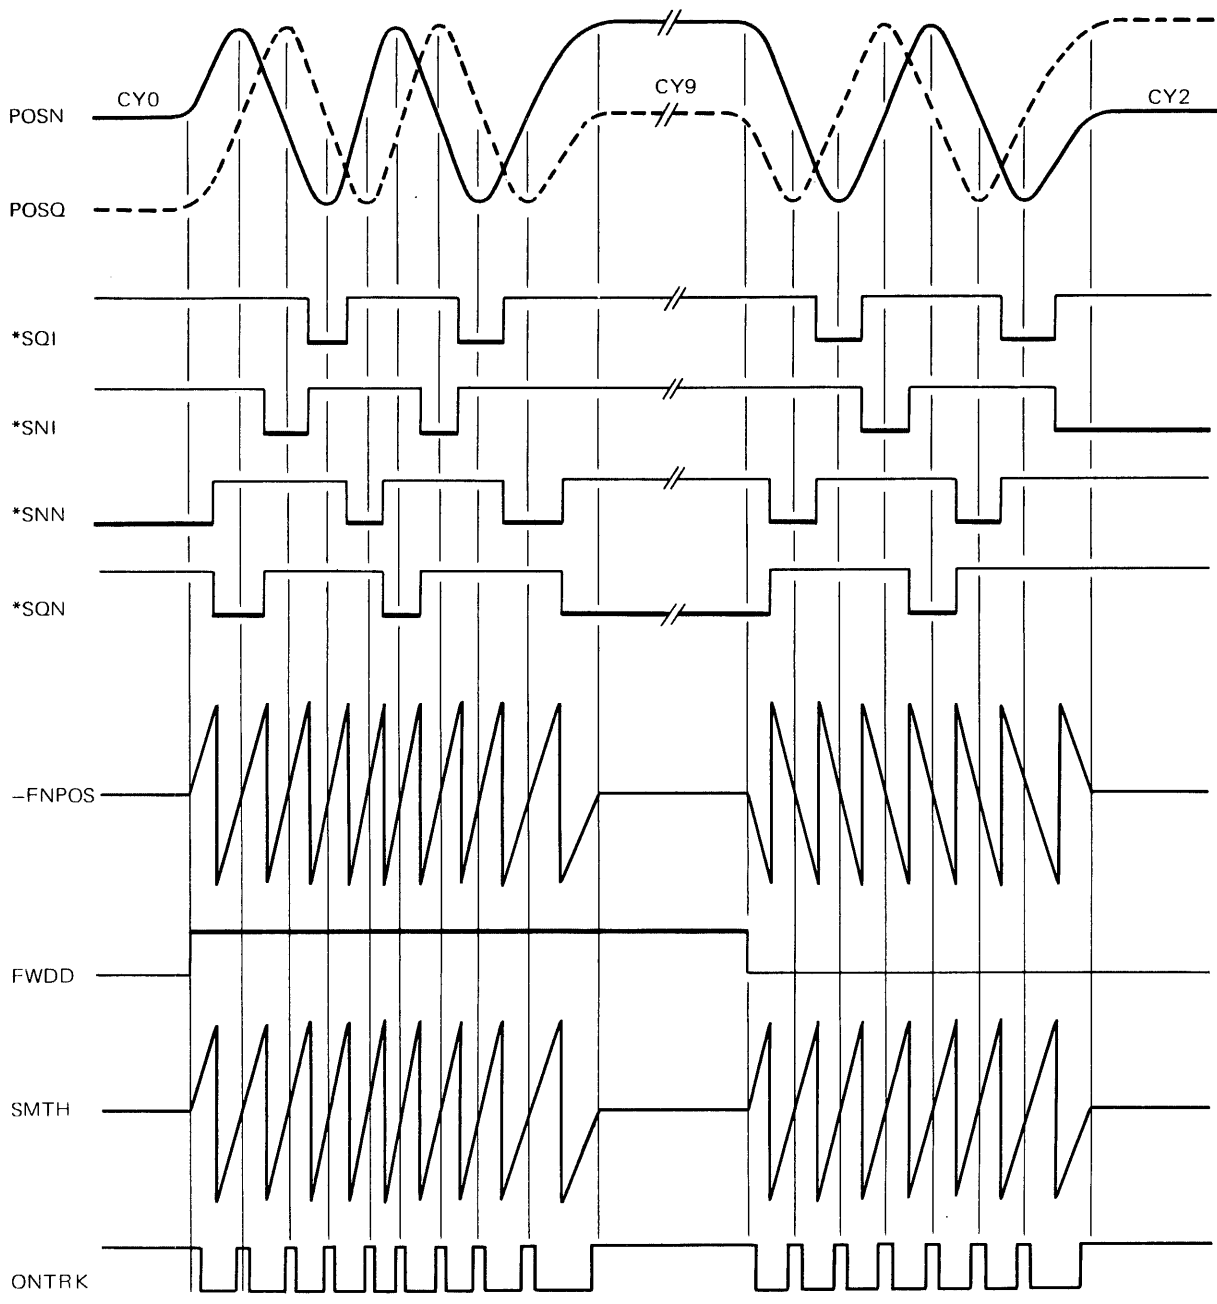 CY0
CY9
CY2
POSN
POSQ
*SQI
*SNI
*SNN
*SQN
–FNPOS
FWDD
SMTH
ONTRK